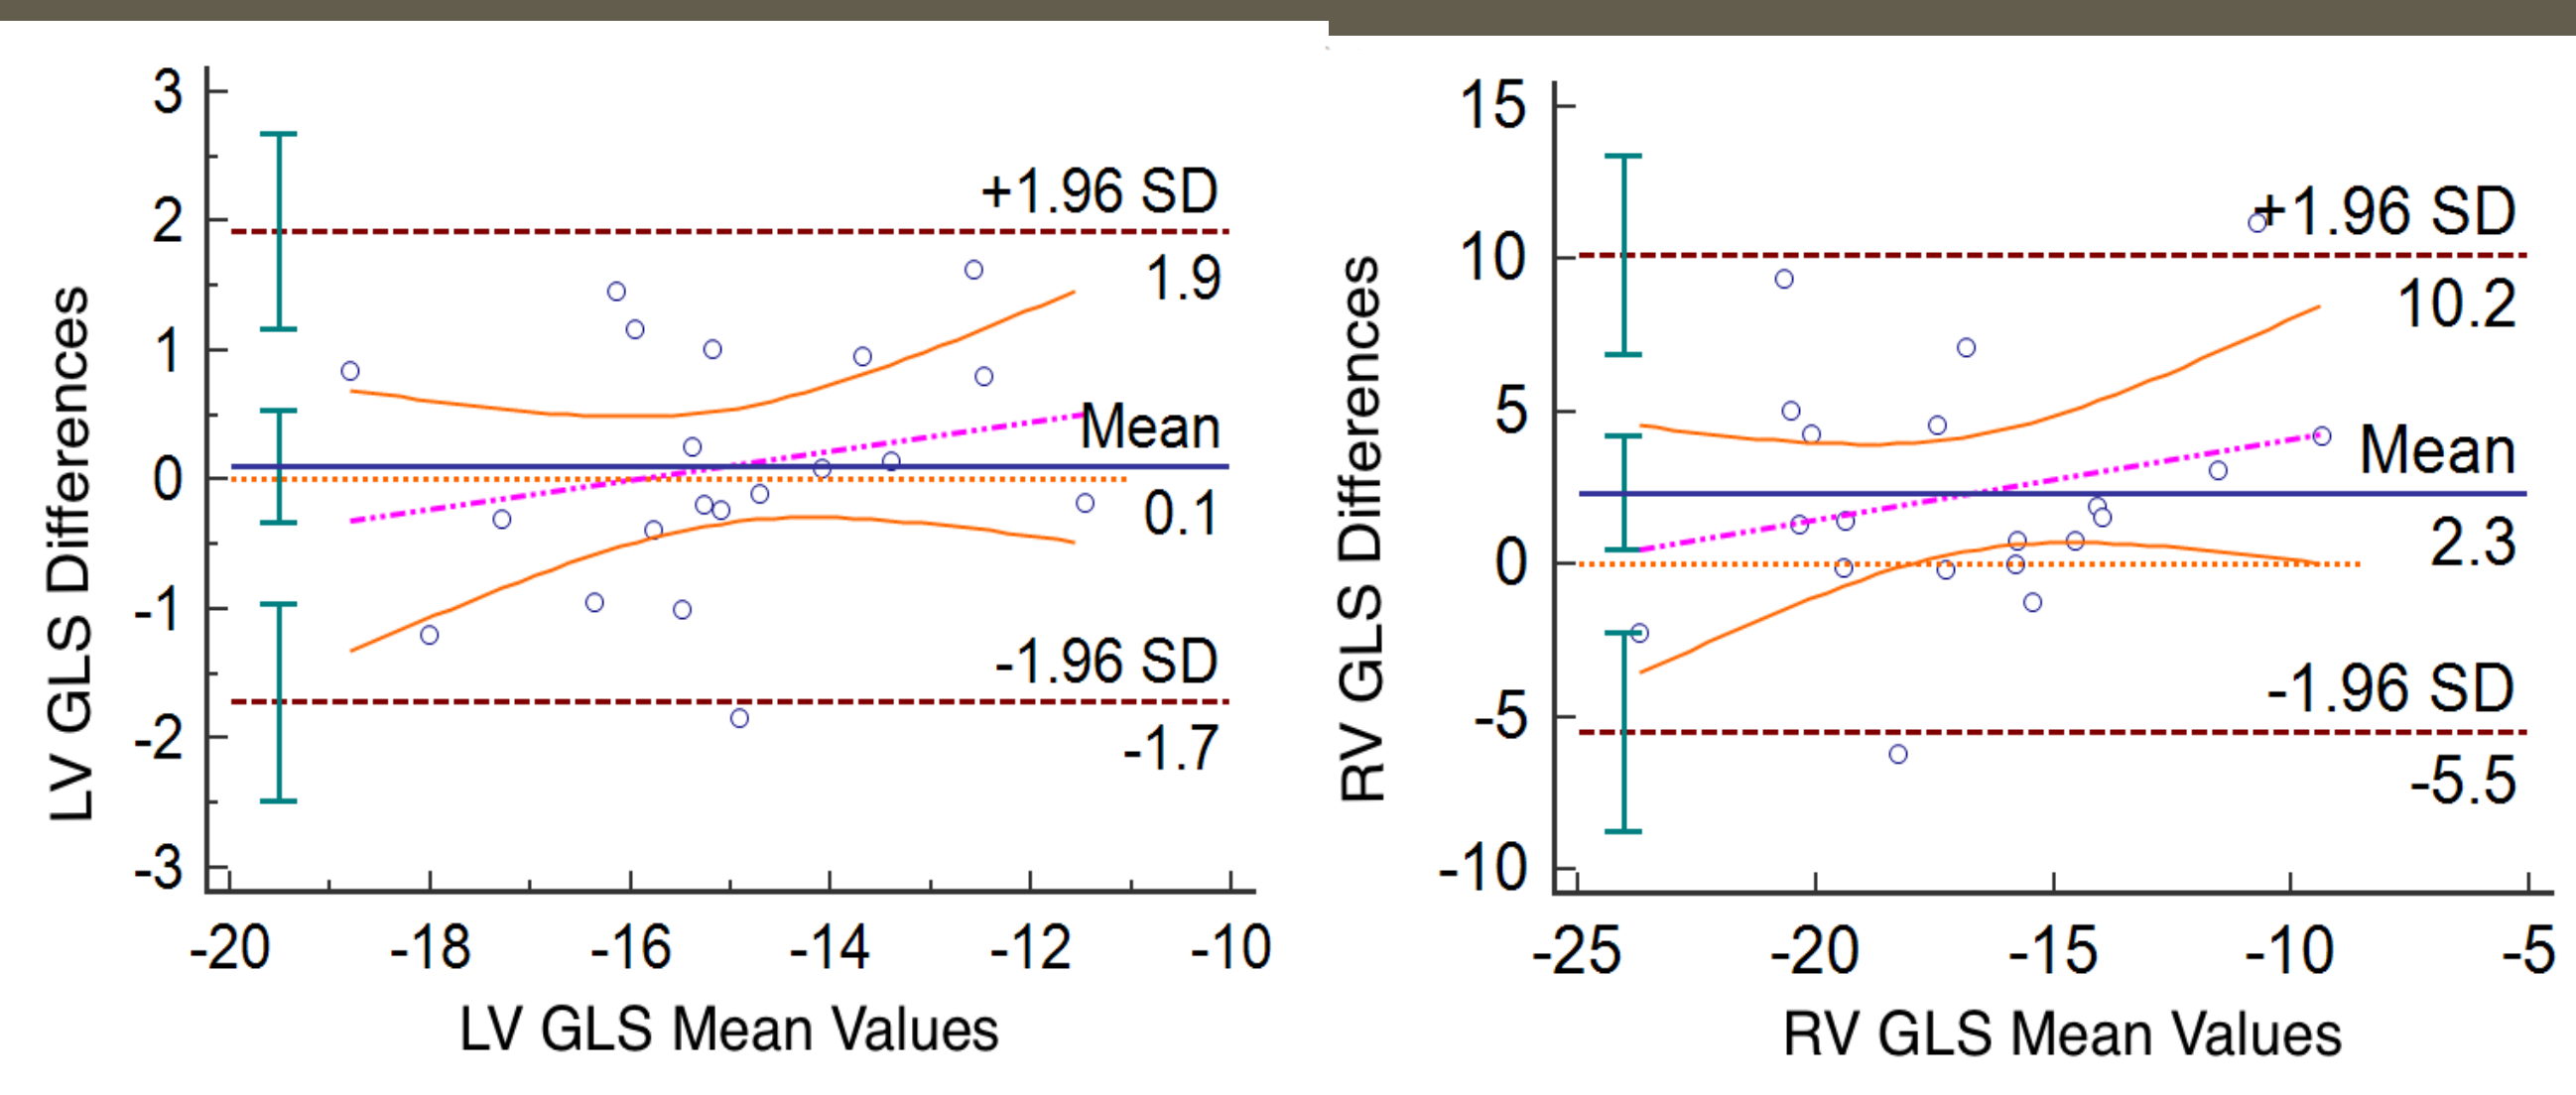 3
2
1
0
-1
-2
-3
LV GLS Differences
+1.96 SD
1.9
Mean
0.1
-1.96 SD
-1.7
-20 -18 -16 -14 -12 -10
LV GLS Mean Values
15
10
5
0
-5
-10
RV GLS Differences
+1.96 SD
10.2
Mean
2.3
-1.96 SD
-5.5
-25 -20 -15 -10 -5
RV GLS Mean Values